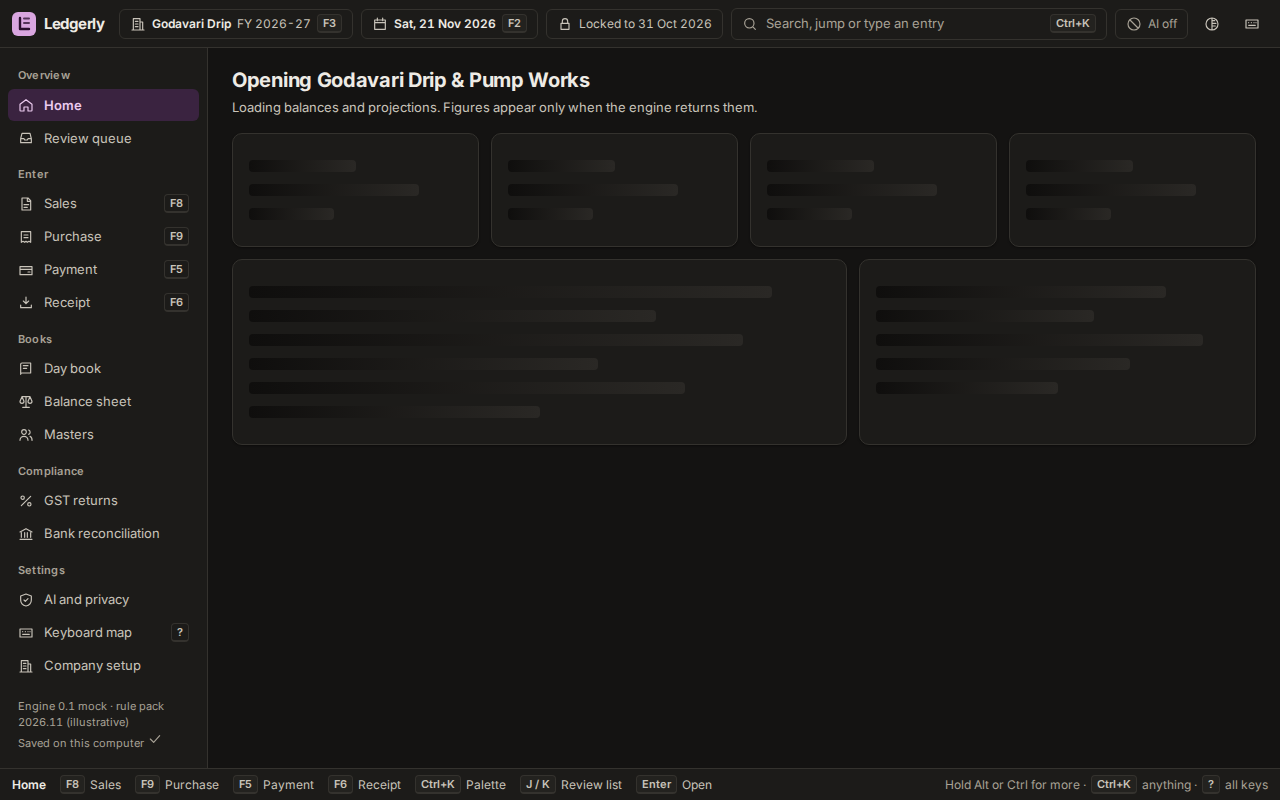 Ledgerly
Godavari Drip FY 2026-27 F3
Sat, 21 Nov 2026 F2
Locked to 31 Oct 2026
Search, jump or type an entry Ctrl+K
AI off
Overview
Home
Review queue
Enter
Sales F8
Purchase F9
Payment F5
Receipt F6
Books
Day book
Balance sheet
Masters
Compliance
GST returns
Bank reconciliation
Settings
AI and privacy
Keyboard map ?
Company setup
Engine 0.1 mock · rule pack
2026.11 (illustrative)
Saved on this computer
Opening Godavari Drip & Pump Works
Loading balances and projections. Figures appear only when the engine returns them.
Home F8 Sales F9 Purchase F5 Payment F6 Receipt Ctrl+K Palette J / K Review list Enter Open
Hold Alt or Ctrl for more · Ctrl+K anything · ? all keys